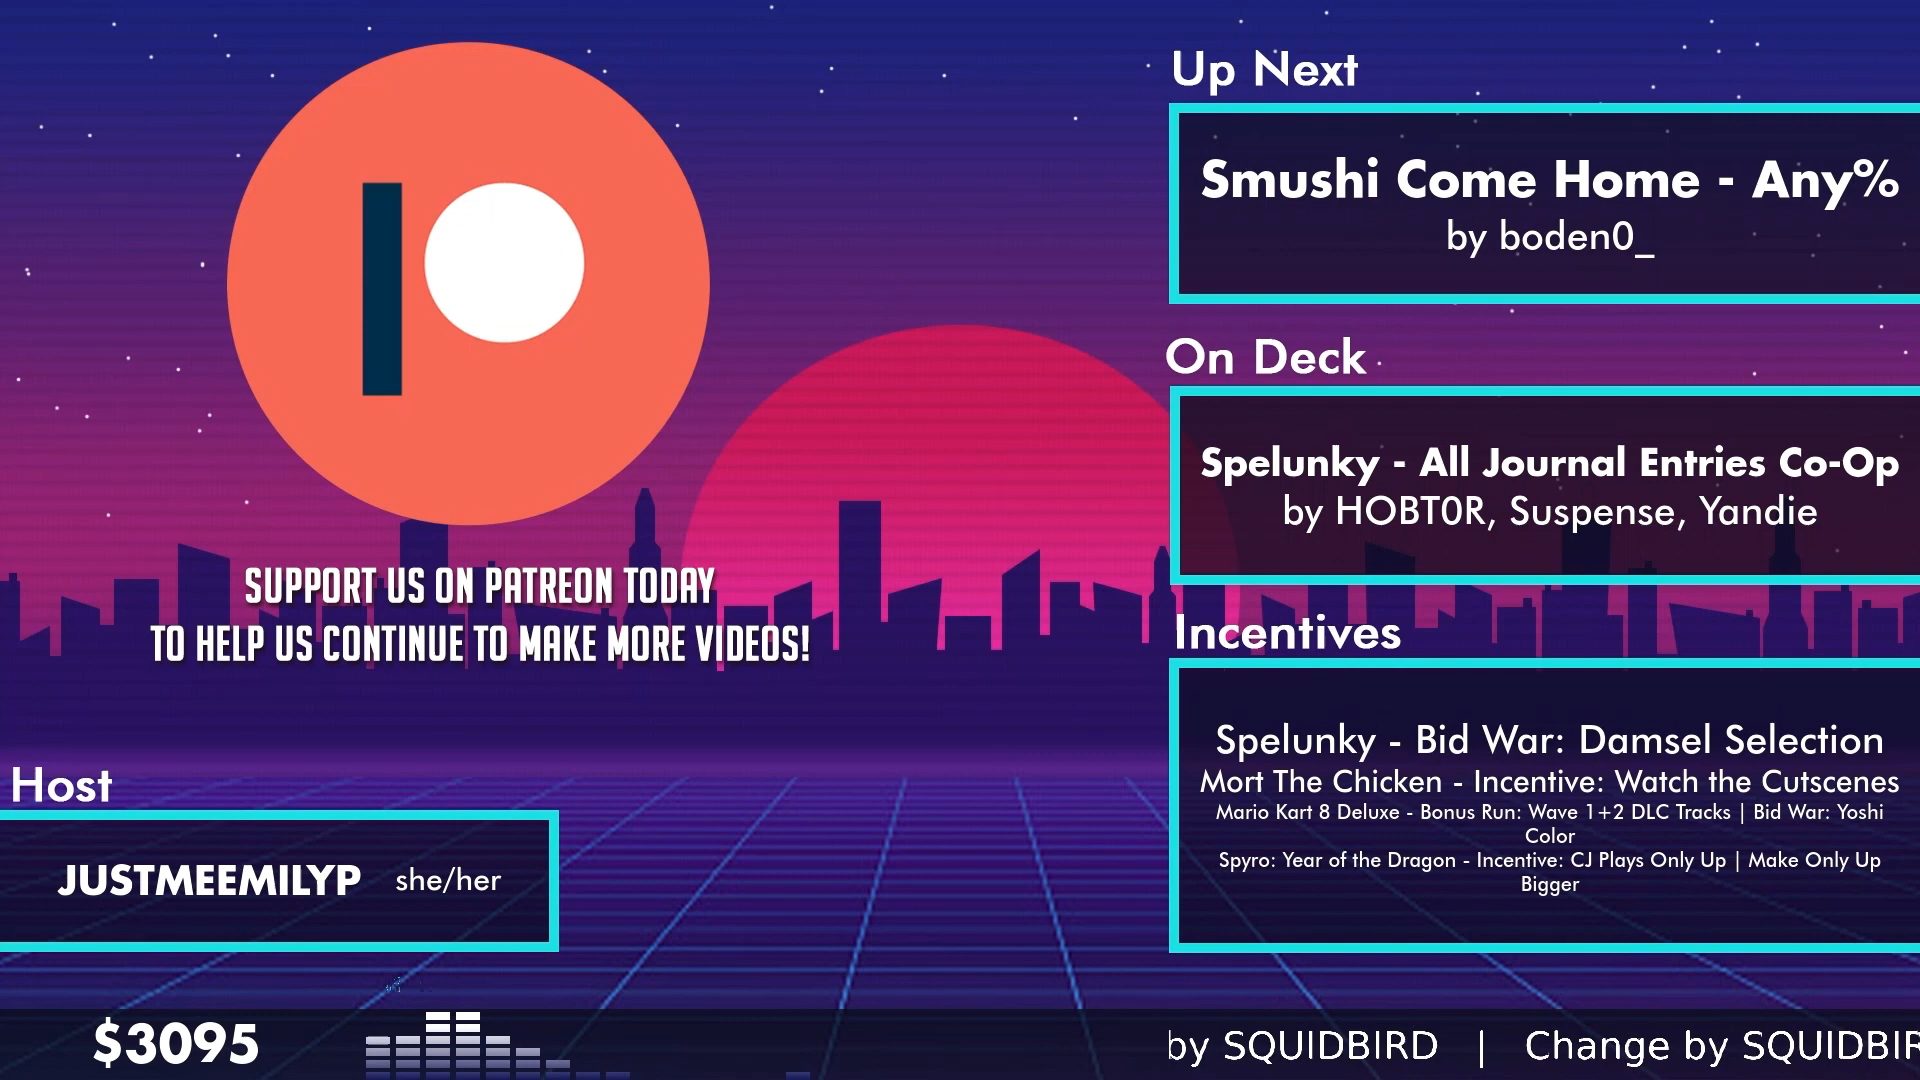 Up Next
Smushi Come Home - Any%
by boden0_
On Deck
Spelunky - All Journal Entries Co-Op
by HOBT0R, Suspense, Yandie
SUPPORT US ON PATREON TODAY
TO HELP US CONTINUE TO MAKE MORE VIDEOS!
Incentives
Spelunky - Bid War: Damsel Selection
Mort The Chicken - Incentive: Watch the Cutscenes
Mario Kart 8 Deluxe - Bonus Run: Wave 1+2 DLC Tracks | Bid War: Yoshi
Color
Spyro: Year of the Dragon - Incentive: CJ Plays Only Up | Make Only Up
Bigger
Host
JUSTMEEMILYP she/her
$3095
by SQUIDBIRD | Change by SQUIDBIR